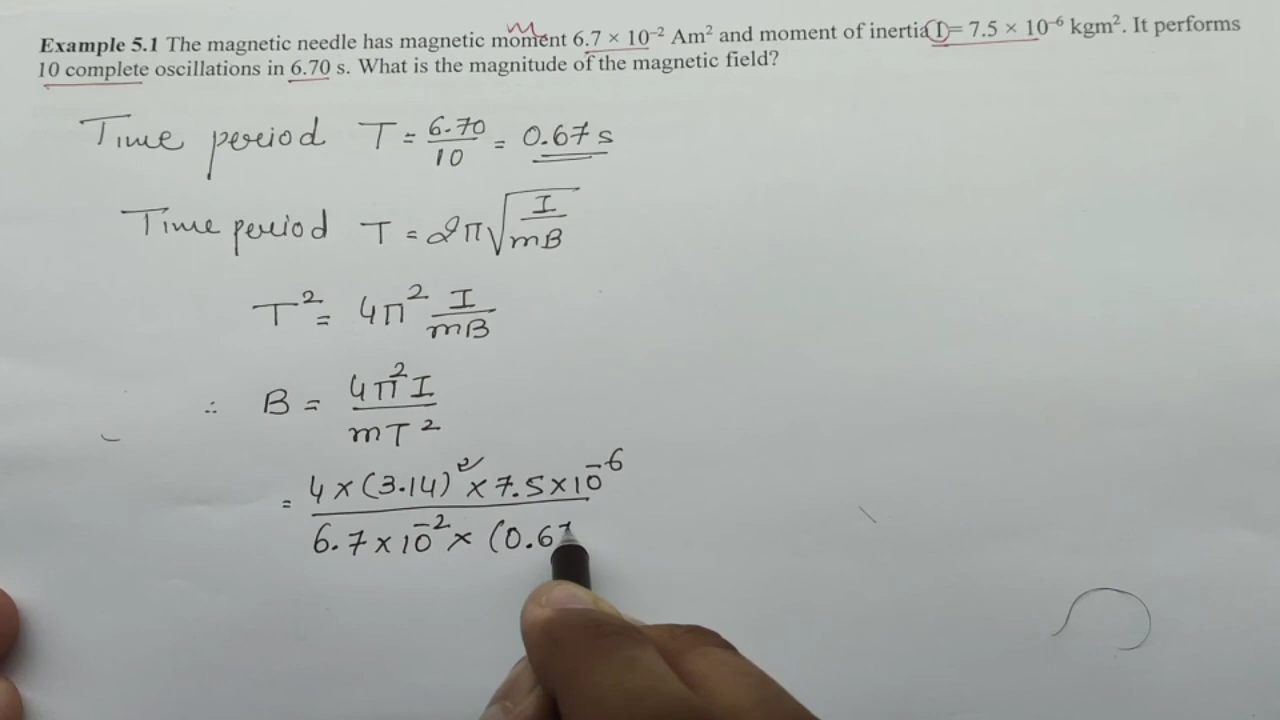 m
Example 5.1 The magnetic needle has magnetic moment 6.7 × 10⁻² Am² and moment of inertia I = 7.5 × 10⁻⁶ kgm². It performs
10 complete oscillations in 6.70 s. What is the magnitude of the magnetic field?
Time period T = 6.70/10 = 0.67 s
Time period T = 2π√(I/mB)
T² = 4π² I/mB
∴ B = 4π²I/mT²
= 4 × (3.14)² × 7.5 × 10⁻⁶
6.7 × 10⁻² × (0.67